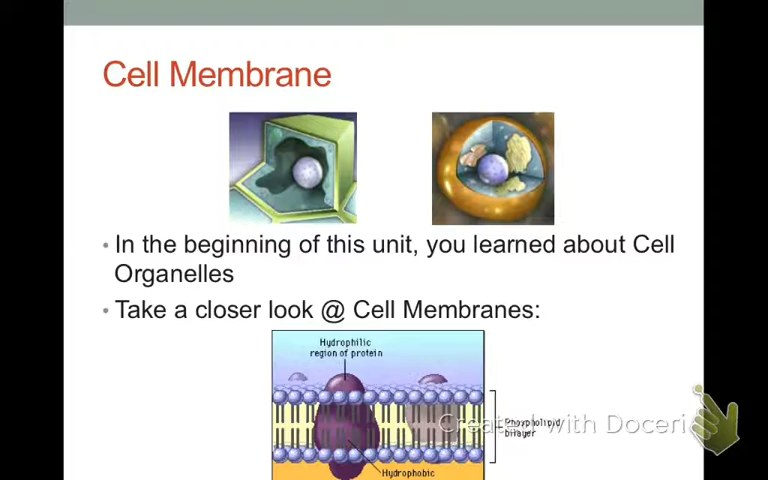 Cell Membrane
• In the beginning of this unit, you learned about Cell
Organelles
• Take a closer look @ Cell Membranes:
Hydrophilic
region of protein
Phospholipid
bilayer
Created with Doceri
Hydrophobic